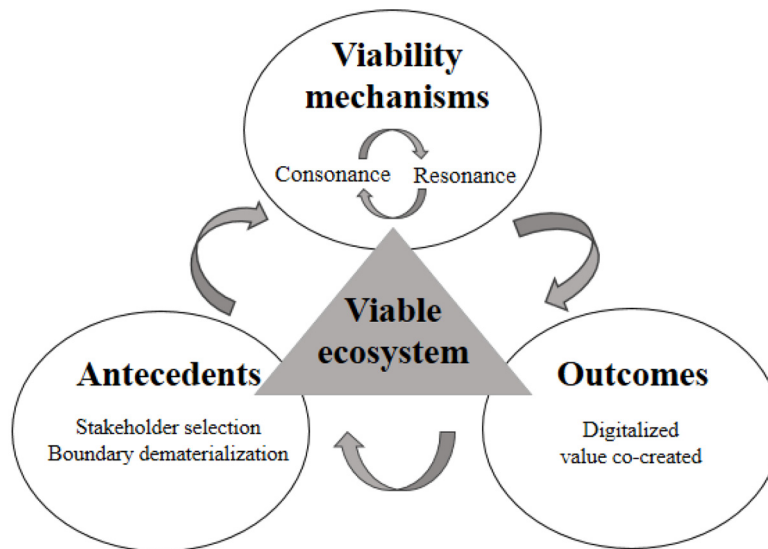 Viability
mechanisms
Consonance
Resonance
Viable
ecosystem
Antecedents
Stakeholder selection
Boundary dematerialization
Outcomes
Digitalized
value co-created